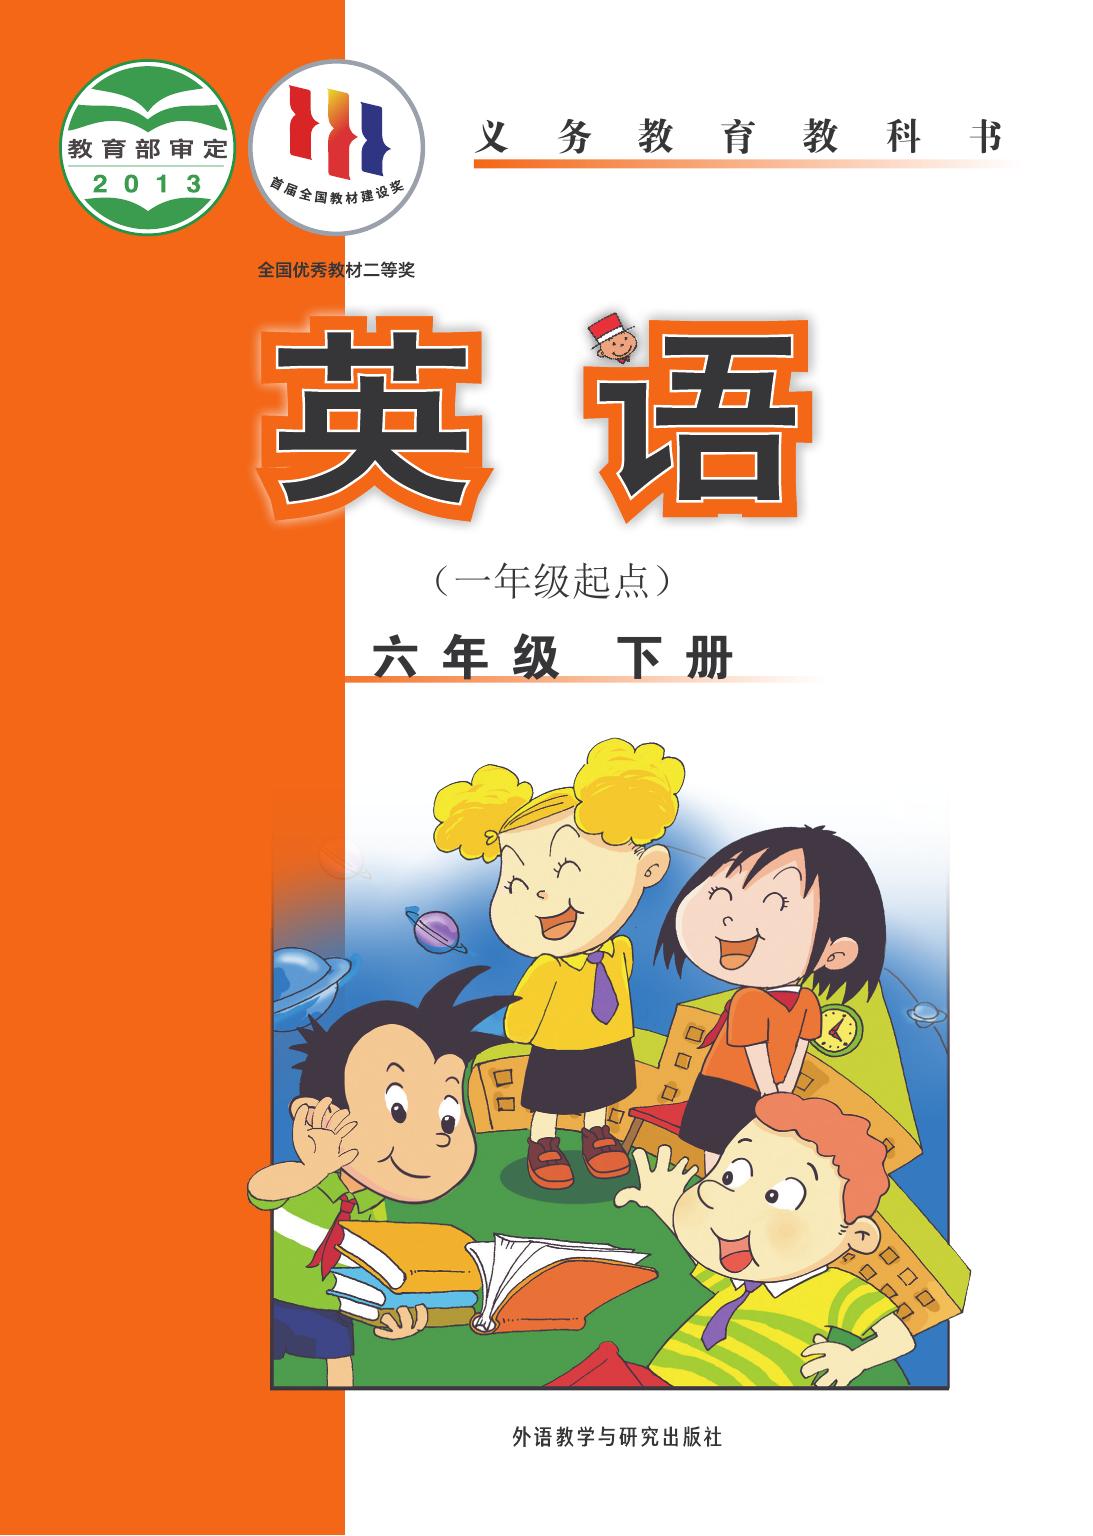 教育部审定
2013
首届全国教材建设奖
全国优秀教材二等奖
义务教育教科书
英语
（一年级起点）
六年级 下册
外语教学与研究出版社